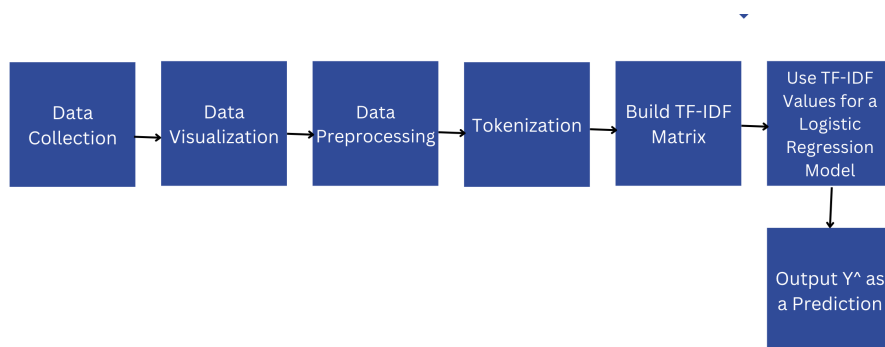 Data
Collection
Data
Visualization
Data
Preprocessing
Tokenization
Build TF-IDF
Matrix
Use TF-IDF
Values for a
Logistic
Regression
Model
Output Y^ as
a Prediction